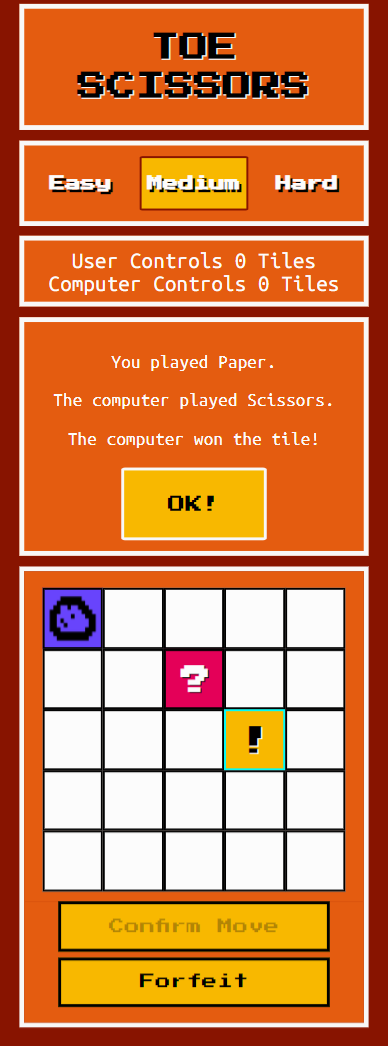 TOE
SCISSORS
Easy Medium Hard
User Controls 0 Tiles
Computer Controls 0 Tiles
You played Paper.
The computer played Scissors.
The computer won the tile!
OK!
?
!
Confirm Move
Forfeit